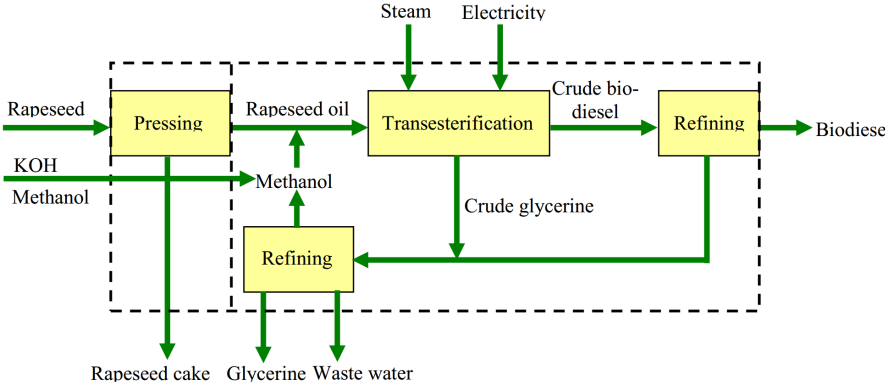 Steam
Electricity
Crude bio-
diesel
Rapeseed
Pressing
Rapeseed oil
Transesterification
Refining
Biodiese
KOH
Methanol
Methanol
Crude glycerine
Refining
Rapeseed cake
Glycerine
Waste water